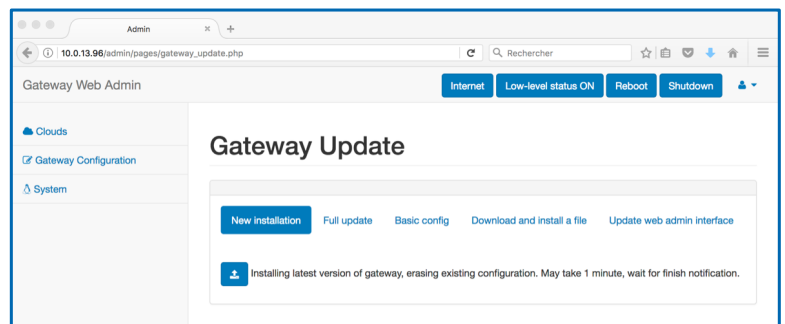 Admin
10.0.13.96/admin/pages/gateway_update.php
Rechercher
Gateway Web Admin
Internet
Low-level status ON
Reboot
Shutdown
Clouds
Gateway Configuration
System
Gateway Update
New installation
Full update
Basic config
Download and install a file
Update web admin interface
Installing latest version of gateway, erasing existing configuration. May take 1 minute, wait for finish notification.